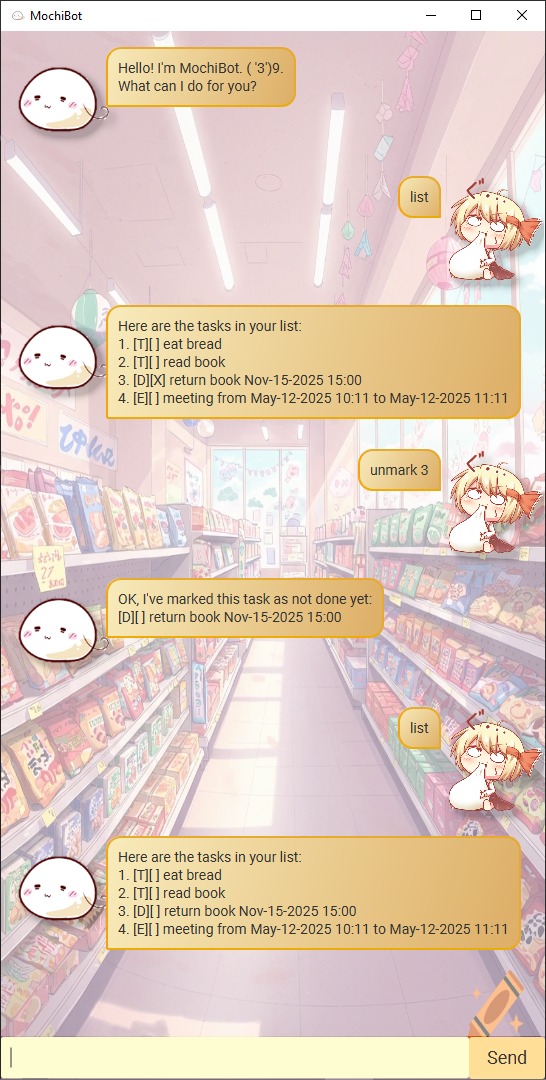 MochiBot
Hello! I'm MochiBot. ( '3')9.
What can I do for you?
list
Here are the tasks in your list:
1. [T][ ] eat bread
2. [T][ ] read book
3. [D][X] return book Nov-15-2025 15:00
4. [E][ ] meeting from May-12-2025 10:11 to May-12-2025 11:11
unmark 3
OK, I've marked this task as not done yet:
[D][ ] return book Nov-15-2025 15:00
list
Here are the tasks in your list:
1. [T][ ] eat bread
2. [T][ ] read book
3. [D][ ] return book Nov-15-2025 15:00
4. [E][ ] meeting from May-12-2025 10:11 to May-12-2025 11:11
Send